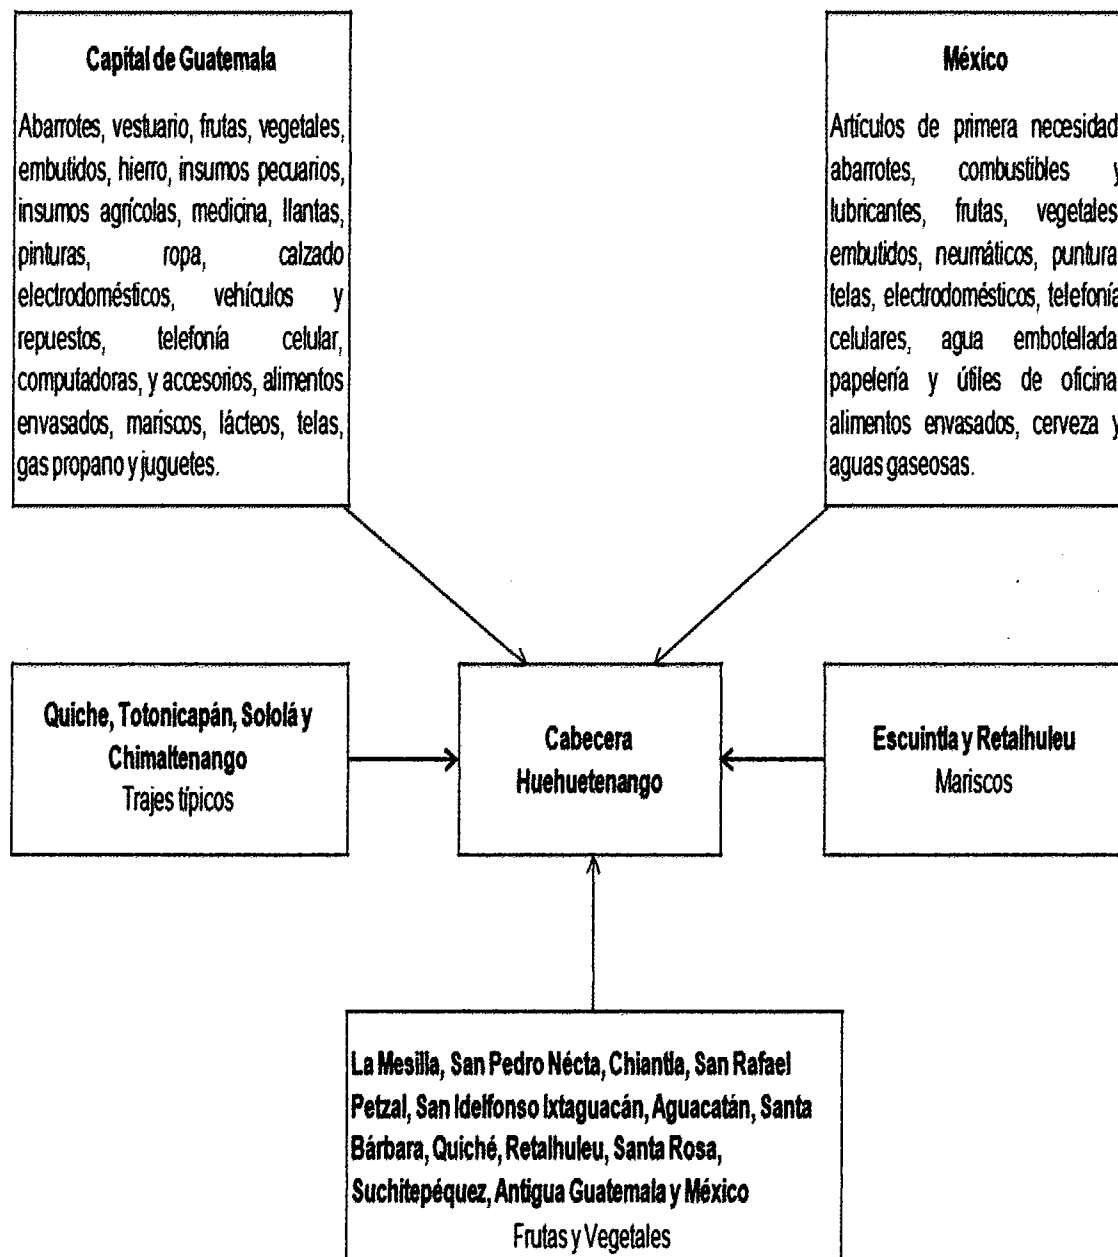 Capital de Guatemala
Abarrotes, vestuario, frutas, vegetales,
embutidos, hierro, insumos pecuarios,
insumos agrícolas, medicina, llantas,
pinturas, ropa, calzado
electrodomésticos, vehículos y
repuestos, telefonía celular,
computadoras, y accesorios, alimentos
envasados, mariscos, lácteos, telas,
gas propano y juguetes.
México
Artículos de primera necesidad
abarrotes, combustibles y
lubricantes, frutas, vegetales
embutidos, neumáticos, puntura
telas, electrodomésticos, telefonía
celulares, agua embotellada
papelería y útiles de oficina
alimentos envasados, cerveza y
aguas gaseosas.
Quiche, Totonicapán, Sololá y
Chimaltenango
Trajes típicos
Cabecera
Huehuetenango
Escuintla y Retalhuleu
Mariscos
La Mesilla, San Pedro Nécta, Chiantla, San Rafael
Petzal, San Idelfonso Ixtaguacán, Aguacatán, Santa
Bárbara, Quiché, Retalhuleu, Santa Rosa,
Suchitepéquez, Antigua Guatemala y México
Frutas y Vegetales